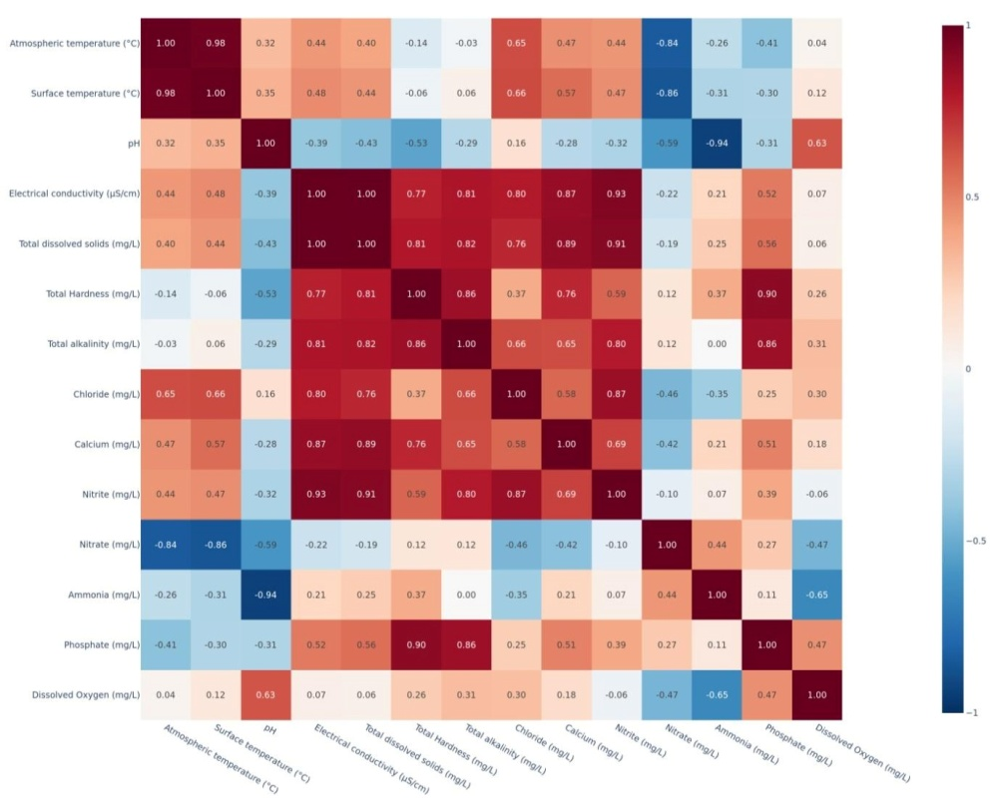 Atmospheric temperature (°C) 1.00 0.98 0.32 0.44 0.40 -0.14 -0.03 0.65 0.47 0.44 -0.84 -0.26 -0.41 0.04
Surface temperature (°C) 0.98 1.00 0.35 0.48 0.44 -0.06 0.06 0.66 0.57 0.47 -0.86 -0.31 -0.30 0.12
pH 0.32 0.35 1.00 -0.39 -0.43 -0.53 -0.29 0.16 -0.28 -0.32 -0.59 -0.94 -0.31 0.63
Electrical conductivity (µS/cm) 0.44 0.48 -0.39 1.00 1.00 0.77 0.81 0.80 0.87 0.93 -0.22 0.21 0.52 0.07
Total dissolved solids (mg/L) 0.40 0.44 -0.43 1.00 1.00 0.81 0.82 0.76 0.89 0.91 -0.19 0.25 0.56 0.06
Total Hardness (mg/L) -0.14 -0.06 -0.53 0.77 0.81 1.00 0.86 0.37 0.76 0.59 0.12 0.37 0.90 0.26
Total alkalinity (mg/L) -0.03 0.06 -0.29 0.81 0.82 0.86 1.00 0.66 0.65 0.80 0.12 0.00 0.86 0.31
Chloride (mg/L) 0.65 0.66 0.16 0.80 0.76 0.37 0.66 1.00 0.58 0.87 -0.46 -0.35 0.25 0.30
Calcium (mg/L) 0.47 0.57 -0.28 0.87 0.89 0.76 0.65 0.58 1.00 0.69 -0.42 0.21 0.51 0.18
Nitrite (mg/L) 0.44 0.47 -0.32 0.93 0.91 0.59 0.80 0.87 0.69 1.00 -0.10 0.07 0.39 -0.06
Nitrate (mg/L) -0.84 -0.86 -0.59 -0.22 -0.19 0.12 0.12 -0.46 -0.42 -0.10 1.00 0.44 0.27 -0.47
Ammonia (mg/L) -0.26 -0.31 -0.94 0.21 0.25 0.37 0.00 -0.35 0.21 0.07 0.44 1.00 0.11 -0.65
Phosphate (mg/L) -0.41 -0.30 -0.31 0.52 0.56 0.90 0.86 0.25 0.51 0.39 0.27 0.11 1.00 0.47
Dissolved Oxygen (mg/L) 0.04 0.12 0.63 0.07 0.06 0.26 0.31 0.30 0.18 -0.06 -0.47 -0.65 0.47 1.00
Atmospheric temperature (°C)
Surface temperature (°C)
pH
Electrical conductivity (µS/cm)
Total dissolved solids (mg/L)
Total Hardness (mg/L)
Total alkalinity (mg/L)
Chloride (mg/L)
Calcium (mg/L)
Nitrite (mg/L)
Nitrate (mg/L)
Ammonia (mg/L)
Phosphate (mg/L)
Dissolved Oxygen (mg/L)
1
0.5
0
−0.5
−1